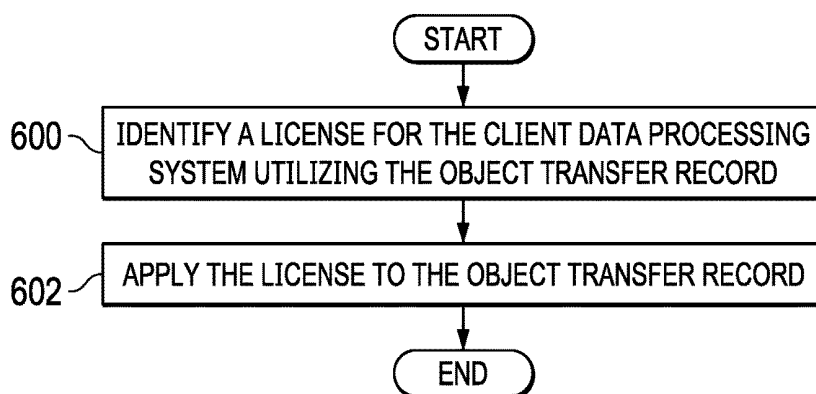 START
600
IDENTIFY A LICENSE FOR THE CLIENT DATA PROCESSING
SYSTEM UTILIZING THE OBJECT TRANSFER RECORD
602
APPLY THE LICENSE TO THE OBJECT TRANSFER RECORD
END